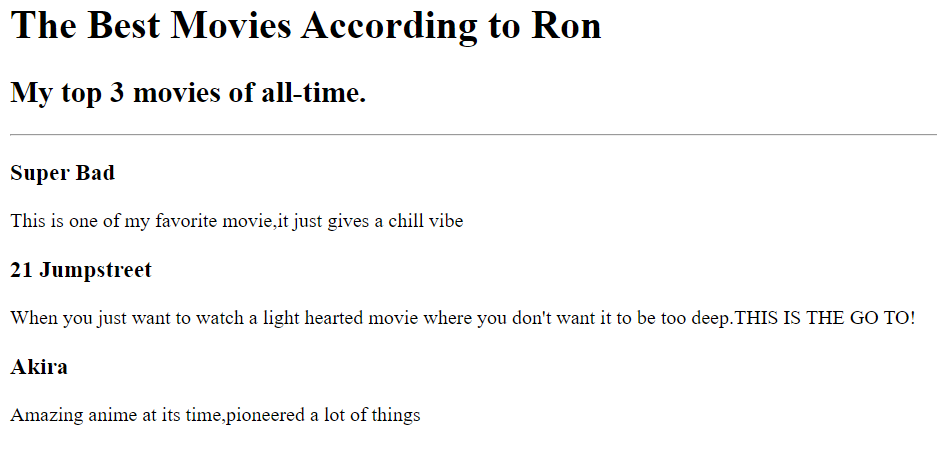 The Best Movies According to Ron
My top 3 movies of all-time.
Super Bad
This is one of my favorite movie,it just gives a chill vibe
21 Jumpstreet
When you just want to watch a light hearted movie where you don't want it to be too deep.THIS IS THE GO TO!
Akira
Amazing anime at its time,pioneered a lot of things